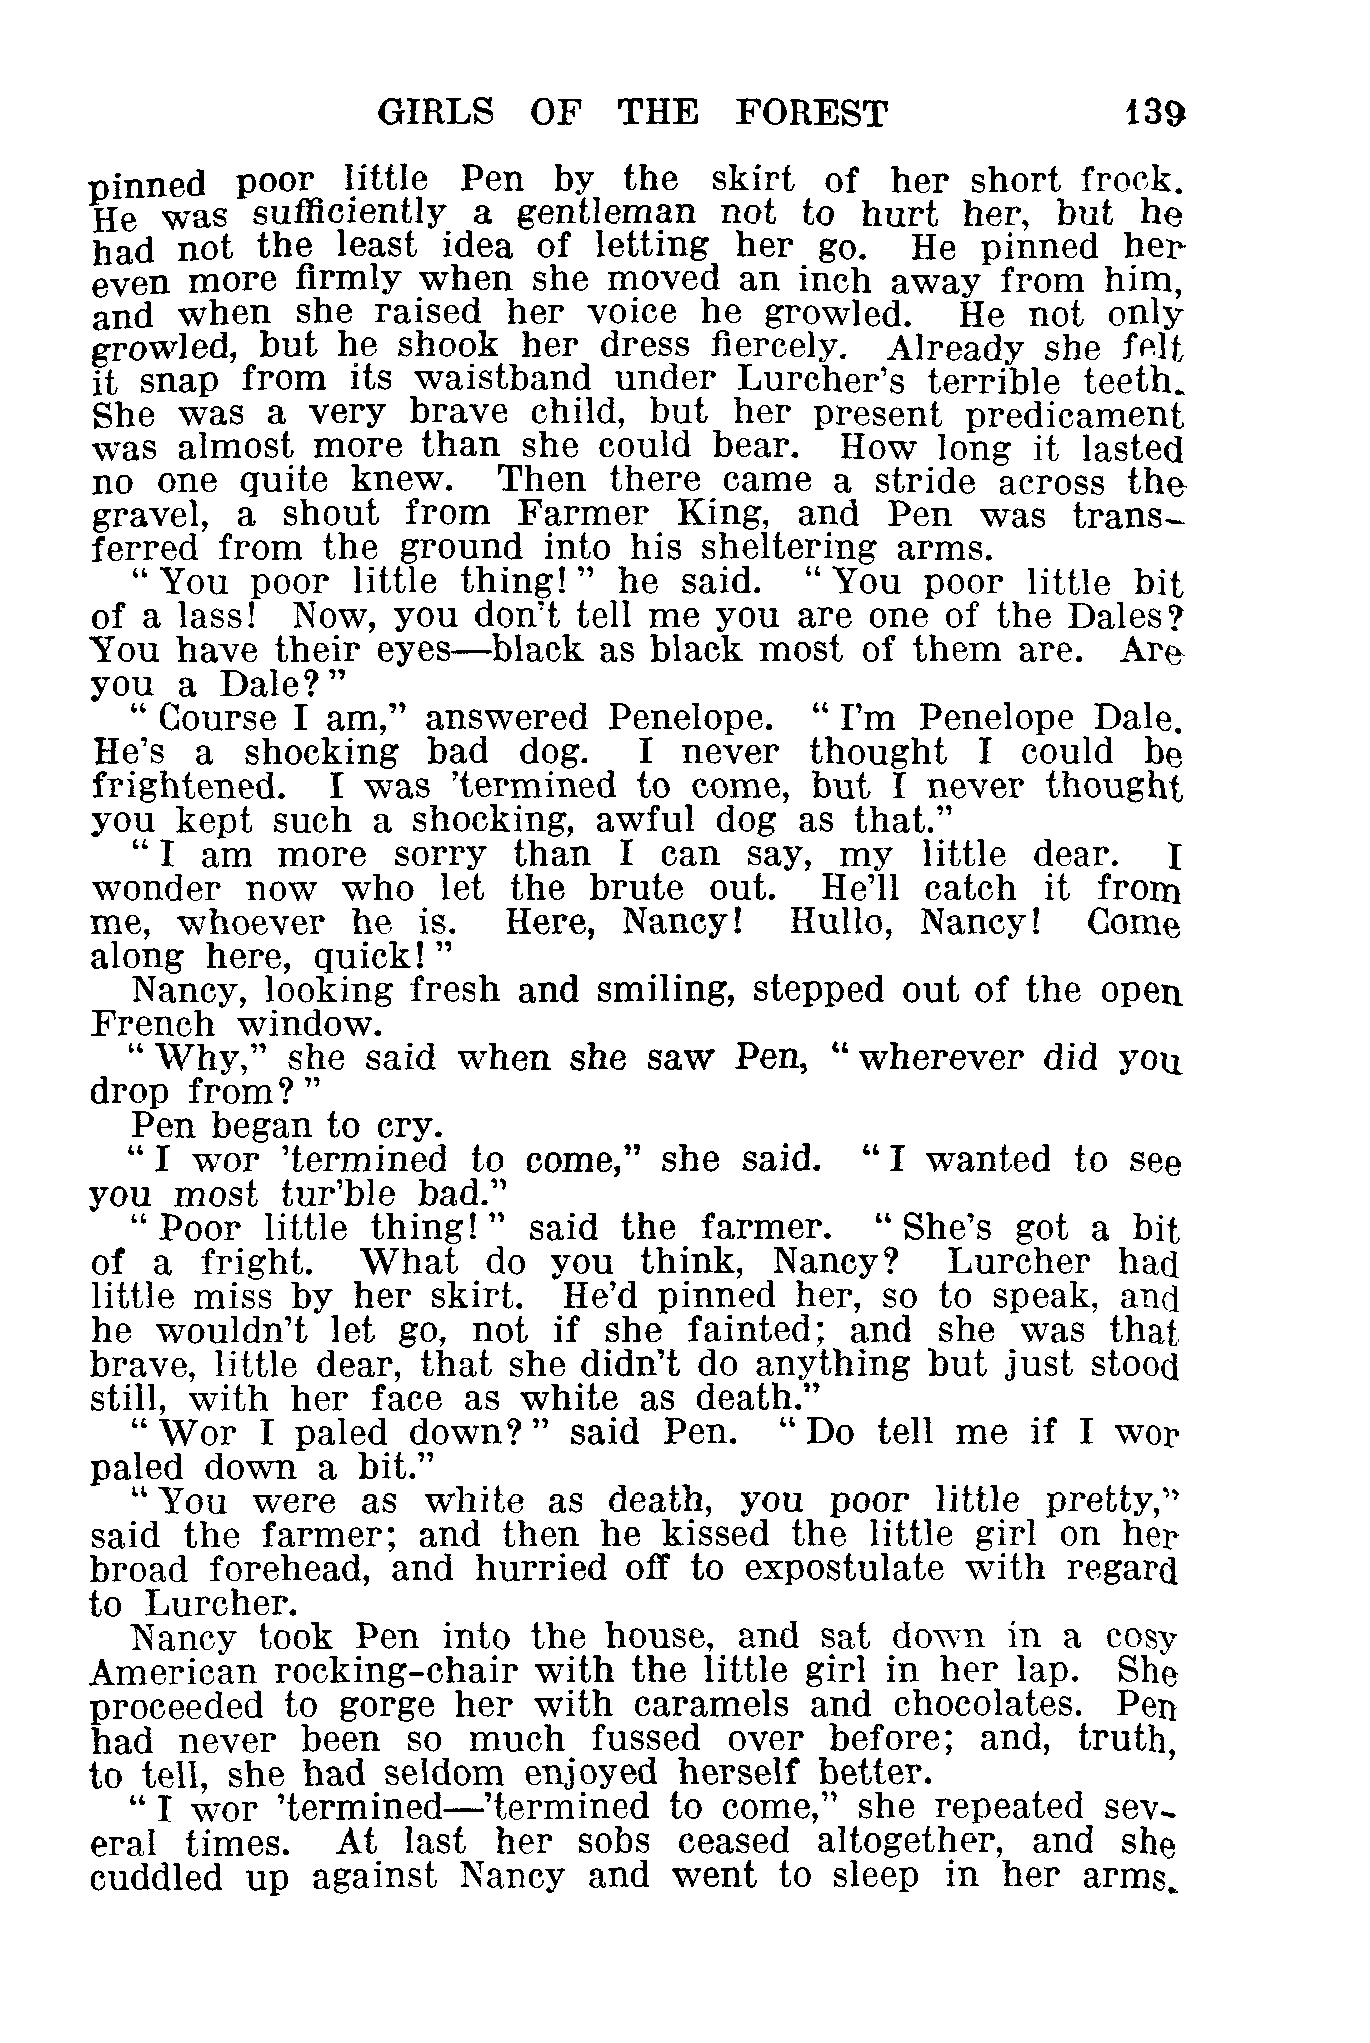 GIRLS OF THE FOREST 139
pinned poor little Pen by the skirt of her short frock.
He was sufficiently a gentleman not to hurt her, but he
had not the least idea of letting her go. He pinned her
even more firmly when she moved an inch away from him,
and when she raised her voice he growled. He not only
growled, but he shook her dress fiercely. Already she felt
it snap from its waistband under Lurcher's terrible teeth.
She was a very brave child, but her present predicament
was almost more than she could bear. How long it lasted
no one quite knew. Then there came a stride across the
gravel, a shout from Farmer King, and Pen was trans-
ferred from the ground into his sheltering arms.
"You poor little thing!" he said. "You poor little bit
of a lass! Now, you don't tell me you are one of the Dales?
You have their eyes—black as black most of them are. Are
you a Dale?"
"Course I am," answered Penelope. "I'm Penelope Dale.
He's a shocking bad dog. I never thought I could be
frightened. I was 'termined to come, but I never thought
you kept such a shocking, awful dog as that."
"I am more sorry than I can say, my little dear. I
wonder now who let the brute out. He'll catch it from
me, whoever he is. Here, Nancy! Hullo, Nancy! Come
along here, quick!"
Nancy, looking fresh and smiling, stepped out of the open
French window.
"Why," she said when she saw Pen, "wherever did you
drop from?"
Pen began to cry.
"I wor 'termined to come," she said. "I wanted to see
you most tur'ble bad."
"Poor little thing!" said the farmer. "She's got a bit
of a fright. What do you think, Nancy? Lurcher had
little miss by her skirt. He'd pinned her, so to speak, and
he wouldn't let go, not if she fainted; and she was that
brave, little dear, that she didn't do anything but just stood
still, with her face as white as death."
"Wor I paled down?" said Pen. "Do tell me if I wor
paled down a bit."
"You were as white as death, you poor little pretty,"
said the farmer; and then he kissed the little girl on her
broad forehead, and hurried off to expostulate with regard
to Lurcher.
Nancy took Pen into the house, and sat down in a cosy
American rocking-chair with the little girl in her lap. She
proceeded to gorge her with caramels and chocolates. Pen
had never been so much fussed over before; and, truth,
to tell, she had seldom enjoyed herself better.
"I wor 'termined—'termined to come," she repeated sev-
eral times. At last her sobs ceased altogether, and she
cuddled up against Nancy and went to sleep in her arms.